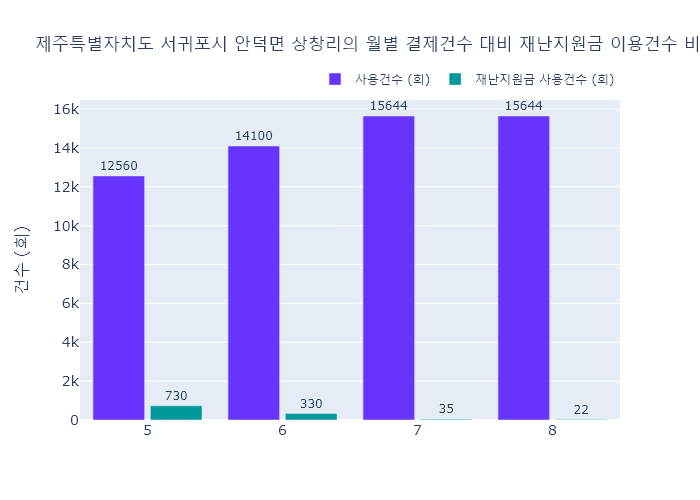 제주특별자치도 서귀포시 안덕면 상창리의 월별 결제건수 대비 재난지원금 이용건수 비
사용건수 (회)
재난지원금 사용건수 (회)
건수 (회)
16k
14k
12k
10k
8k
6k
4k
2k
0
12560
730
14100
330
15644
35
15644
22
5
6
7
8